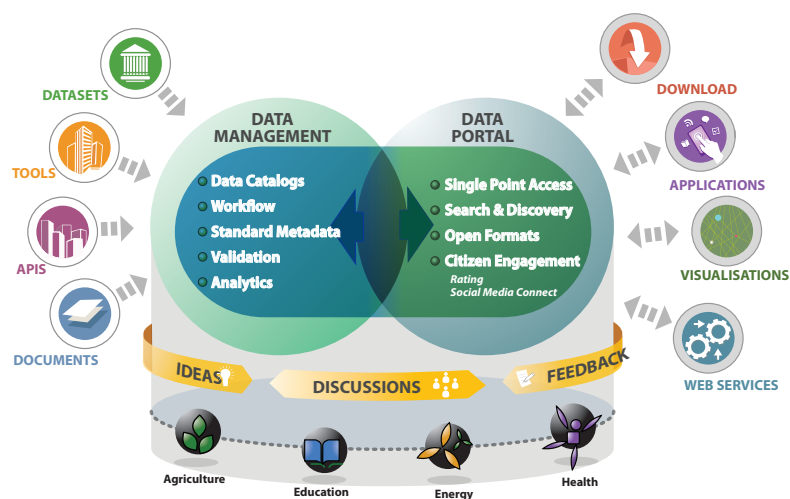 DATASETS
TOOLS
APIS
DOCUMENTS
DATA
MANAGEMENT
Data Catalogs
Workflow
Standard Metadata
Validation
Analytics
DATA
PORTAL
Single Point Access
Search & Discovery
Open Formats
Citizen Engagement
Rating
Social Media Connect
DOWNLOAD
APPLICATIONS
VISUALISATIONS
WEB SERVICES
IDEAS
DISCUSSIONS
FEEDBACK
Agriculture
Education
Energy
Health